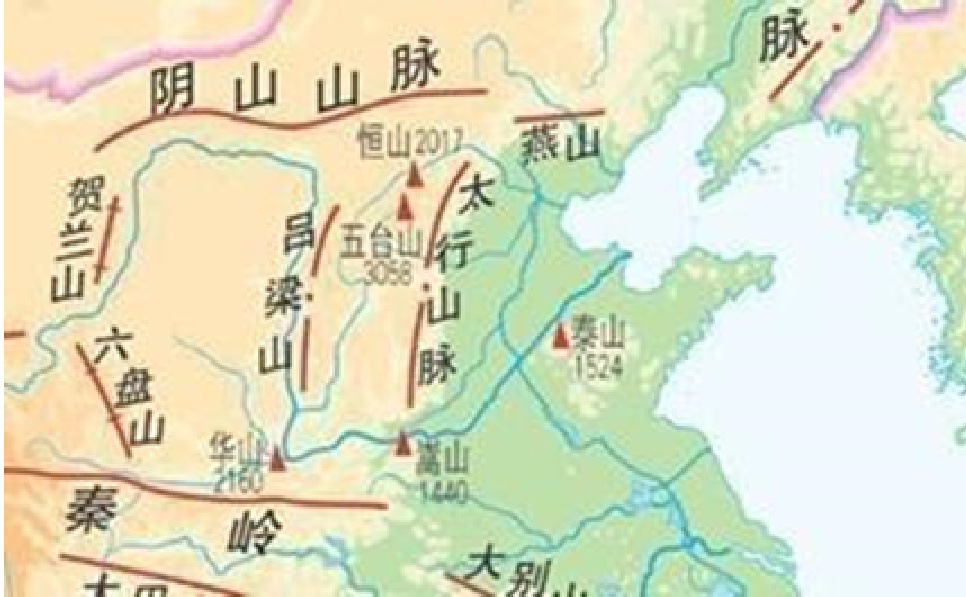 阴山山脉
脉
恒山2017
燕山
贺兰山
吕梁山
五台山
3058
太行山脉
六盘山
泰山
1524
华山
2160
嵩山
1440
秦岭
大别山
大巴